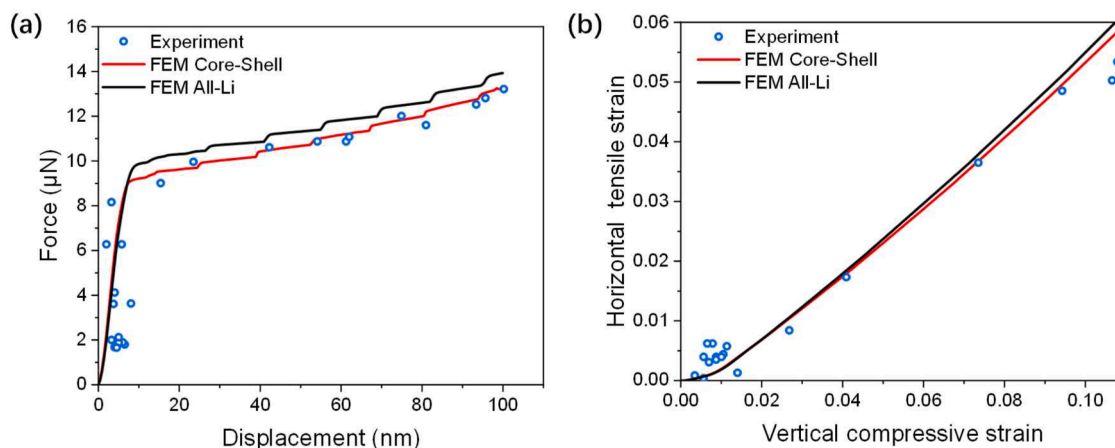 (a)
16
14
12
10
8
6
4
2
0
Force (μN)
Experiment
FEM Core-Shell
FEM All-Li
0 20 40 60 80 100
Displacement (nm)
(b)
0.06
0.05
0.04
0.03
0.02
0.01
0.00
Horizontal tensile strain
Experiment
FEM Core-Shell
FEM All-Li
0.00 0.02 0.04 0.06 0.08 0.10
Vertical compressive strain